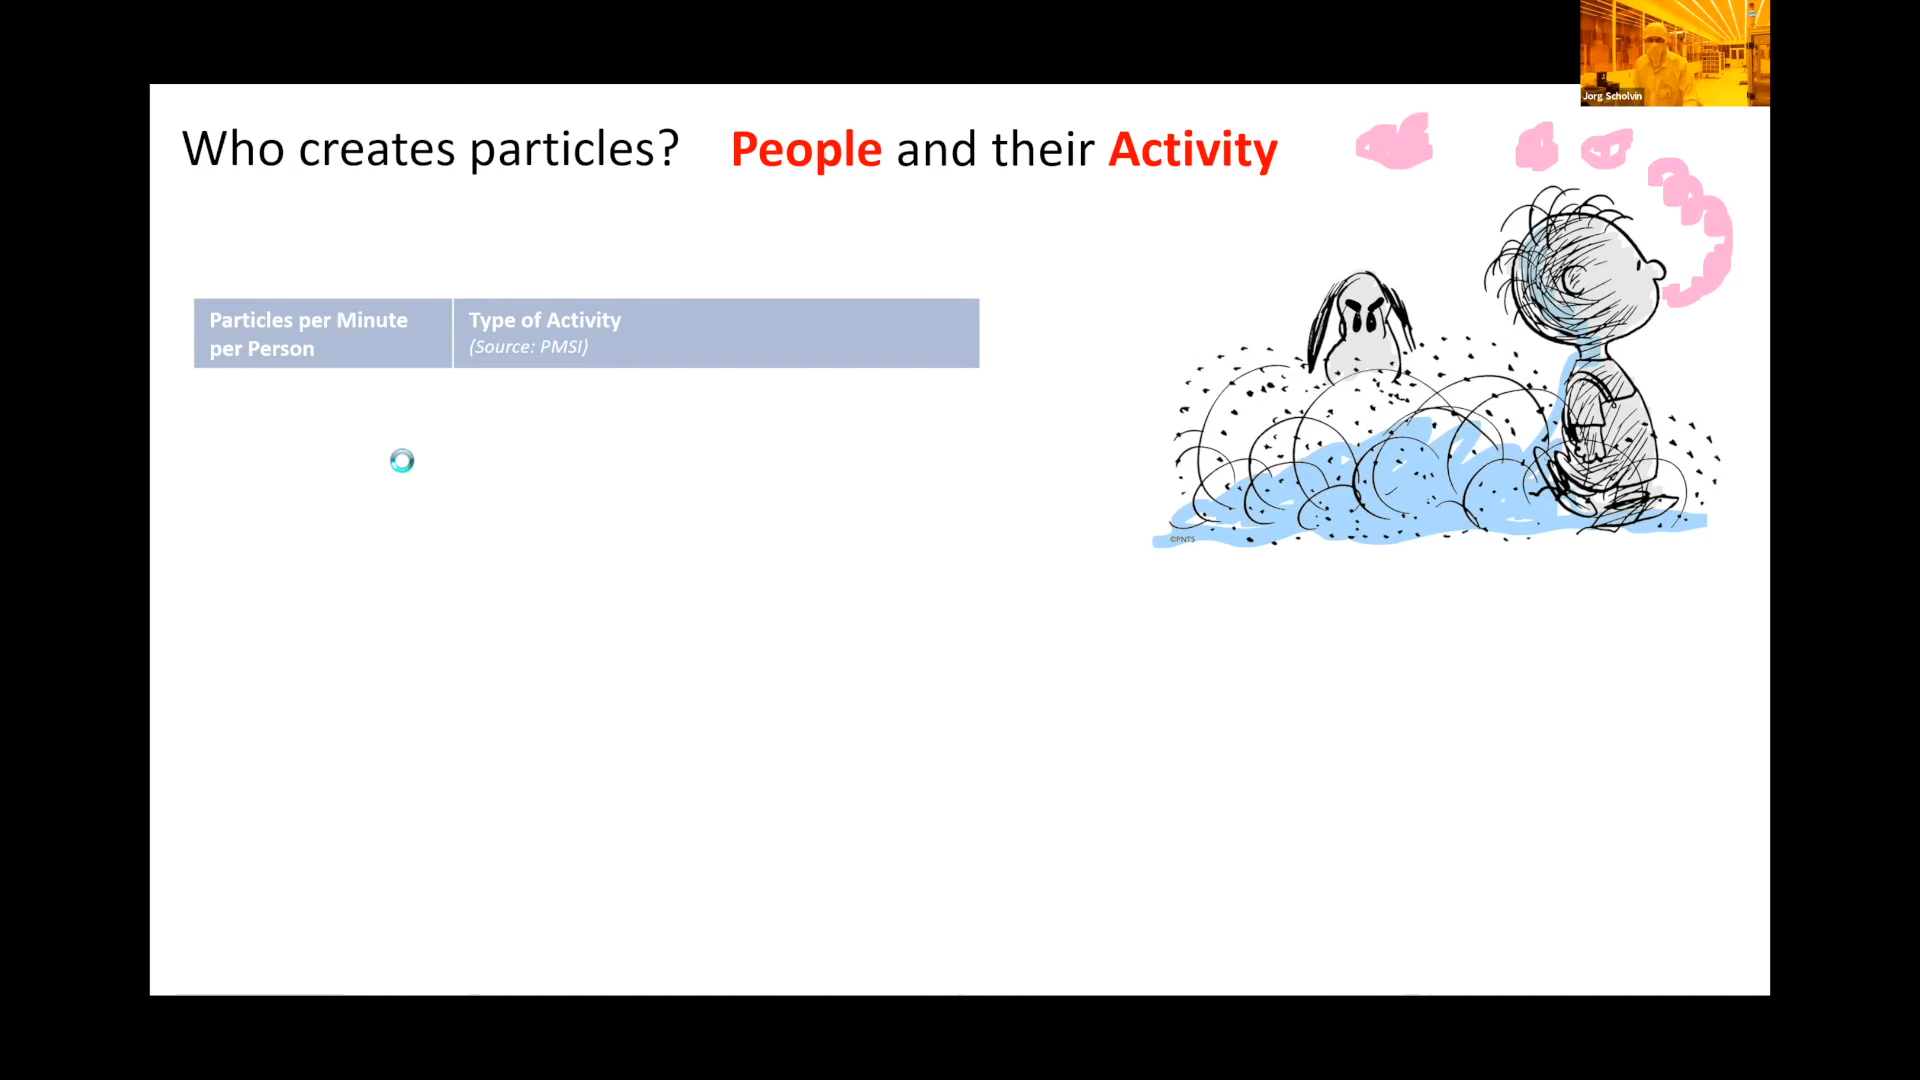 Jorg Scholvin
Who creates particles? People and their Activity
Particles per Minute
per Person
Type of Activity
(Source: PMSI)
©PNTS